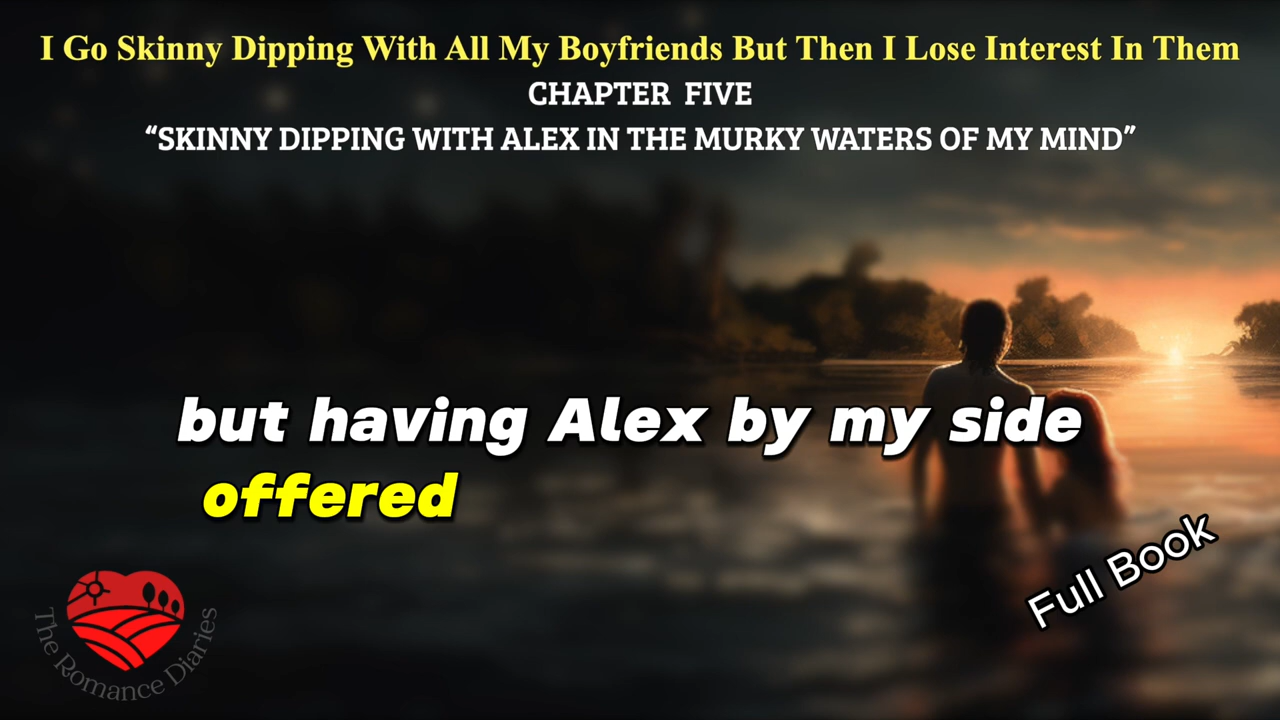 I Go Skinny Dipping With All My Boyfriends But Then I Lose Interest In Them
CHAPTER FIVE
“SKINNY DIPPING WITH ALEX IN THE MURKY WATERS OF MY MIND”
but having Alex by my side
offered
Full Book
The Romance Diaries